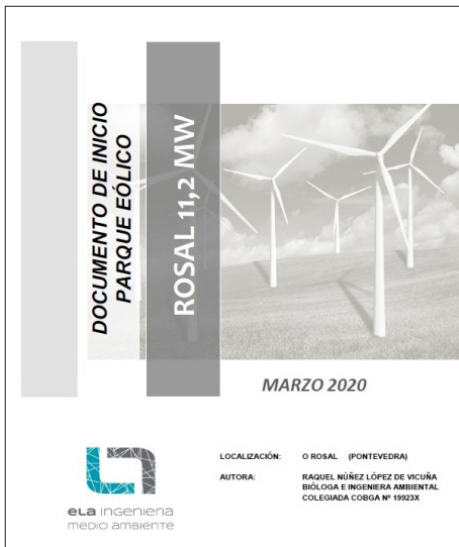 DOCUMENTO DE INICIO
PARQUE EÓLICO
ROSAL 11,2 MW
MARZO 2020
LOCALIZACIÓN: O ROSAL (PONTEVEDRA)
AUTORA: RAQUEL NÚÑEZ LÓPEZ DE VICUÑA
BIÓLOGA E INGENIERA AMBIENTAL
COLEGIADA COBGA Nº 19923X
ela ingenieria
medio ambiente